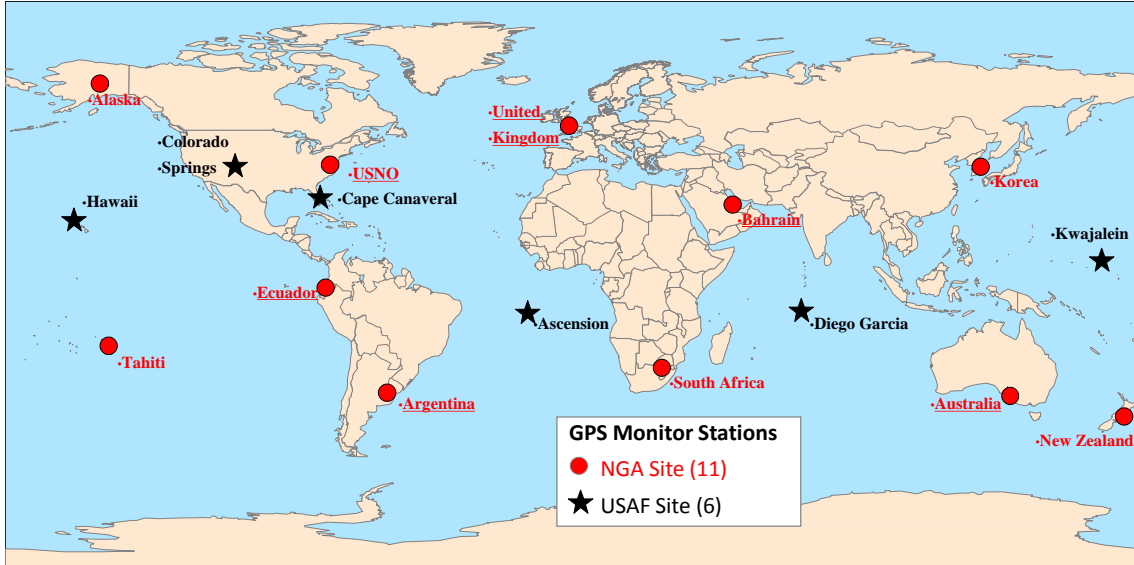 ·Alaska
·United
·Kingdom
·Colorado
·Springs
·USNO
·Korea
·Hawaii
·Cape Canaveral
·Bahrain
·Kwajalein
·Ecuador
·Ascension
·Diego Garcia
·Tahiti
·South Africa
·Argentina
·Australia
·New Zealand
GPS Monitor Stations
NGA Site (11)
USAF Site (6)